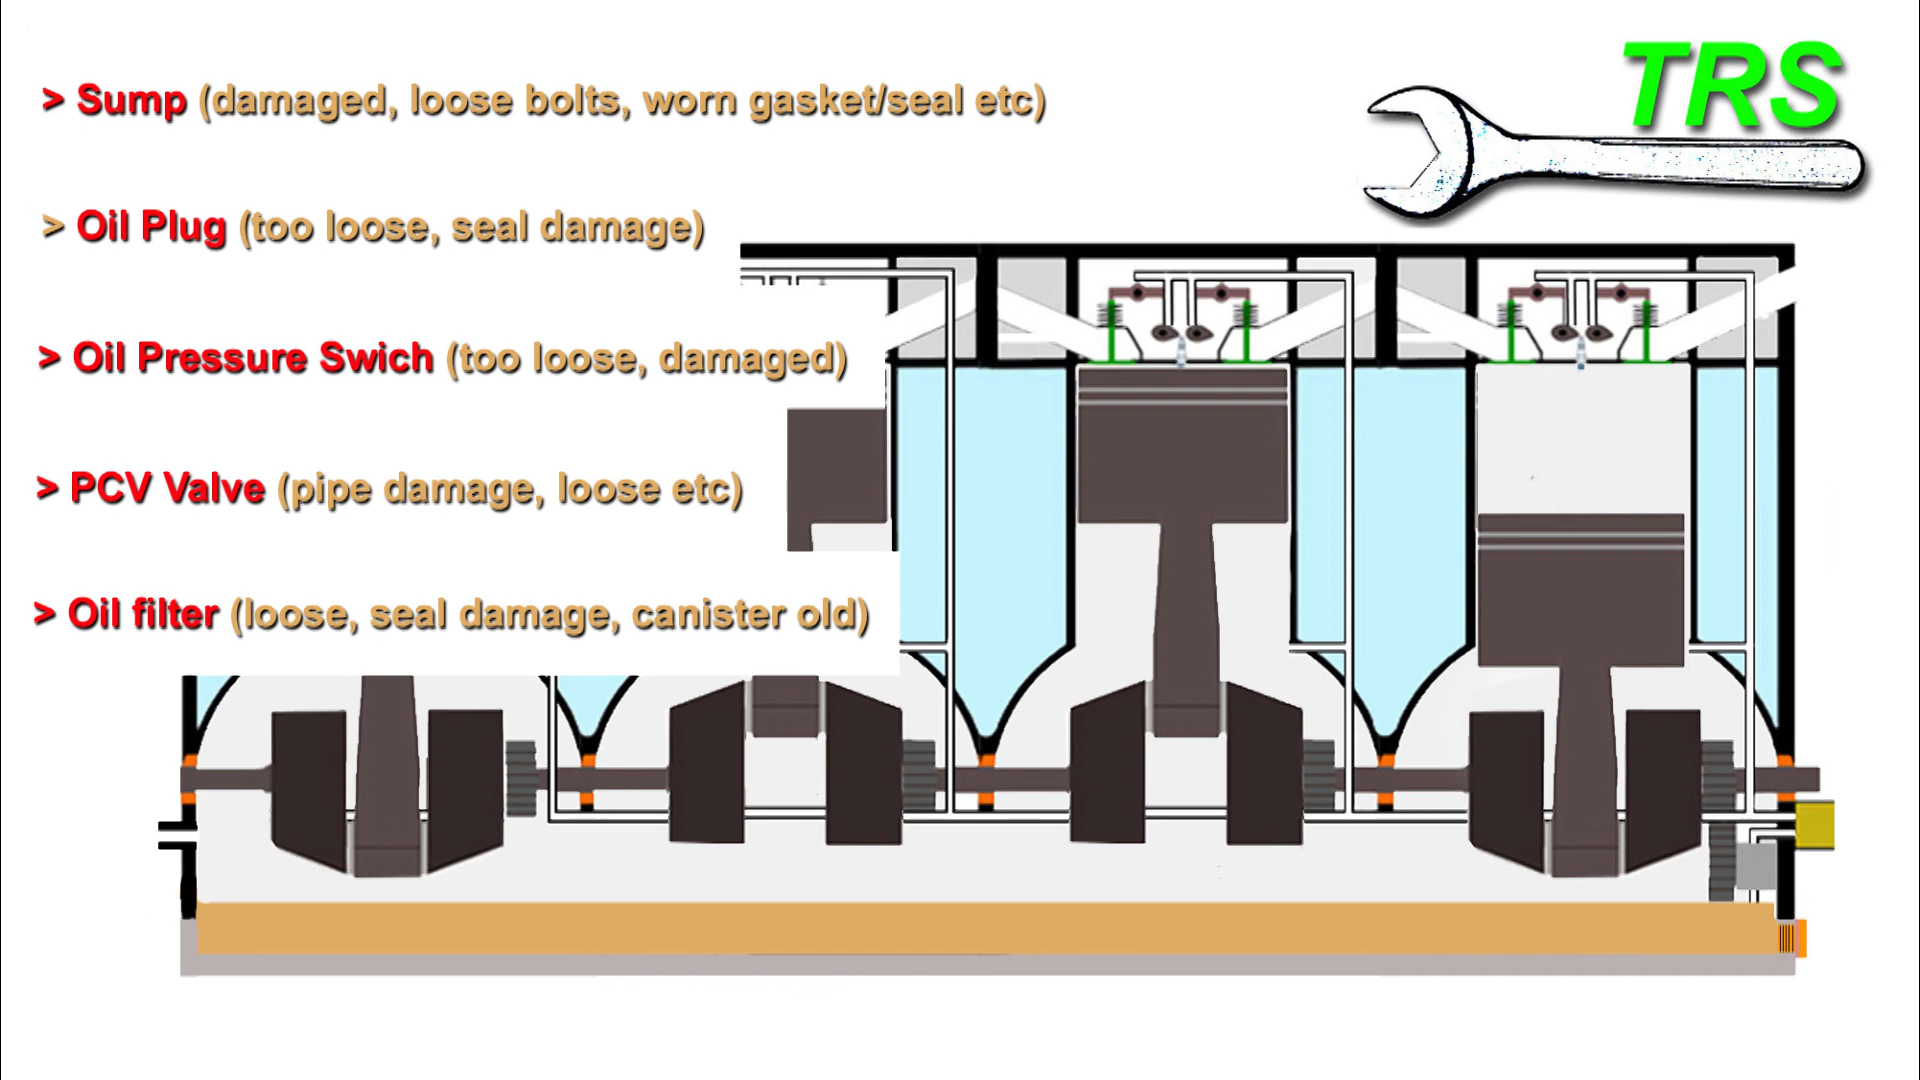 > Sump (damaged, loose bolts, worn gasket/seal etc)
TRS
> Oil Plug (too loose, seal damage)
> Oil Pressure Swich (too loose, damaged)
> PCV Valve (pipe damage, loose etc)
> Oil filter (loose, seal damage, canister old)